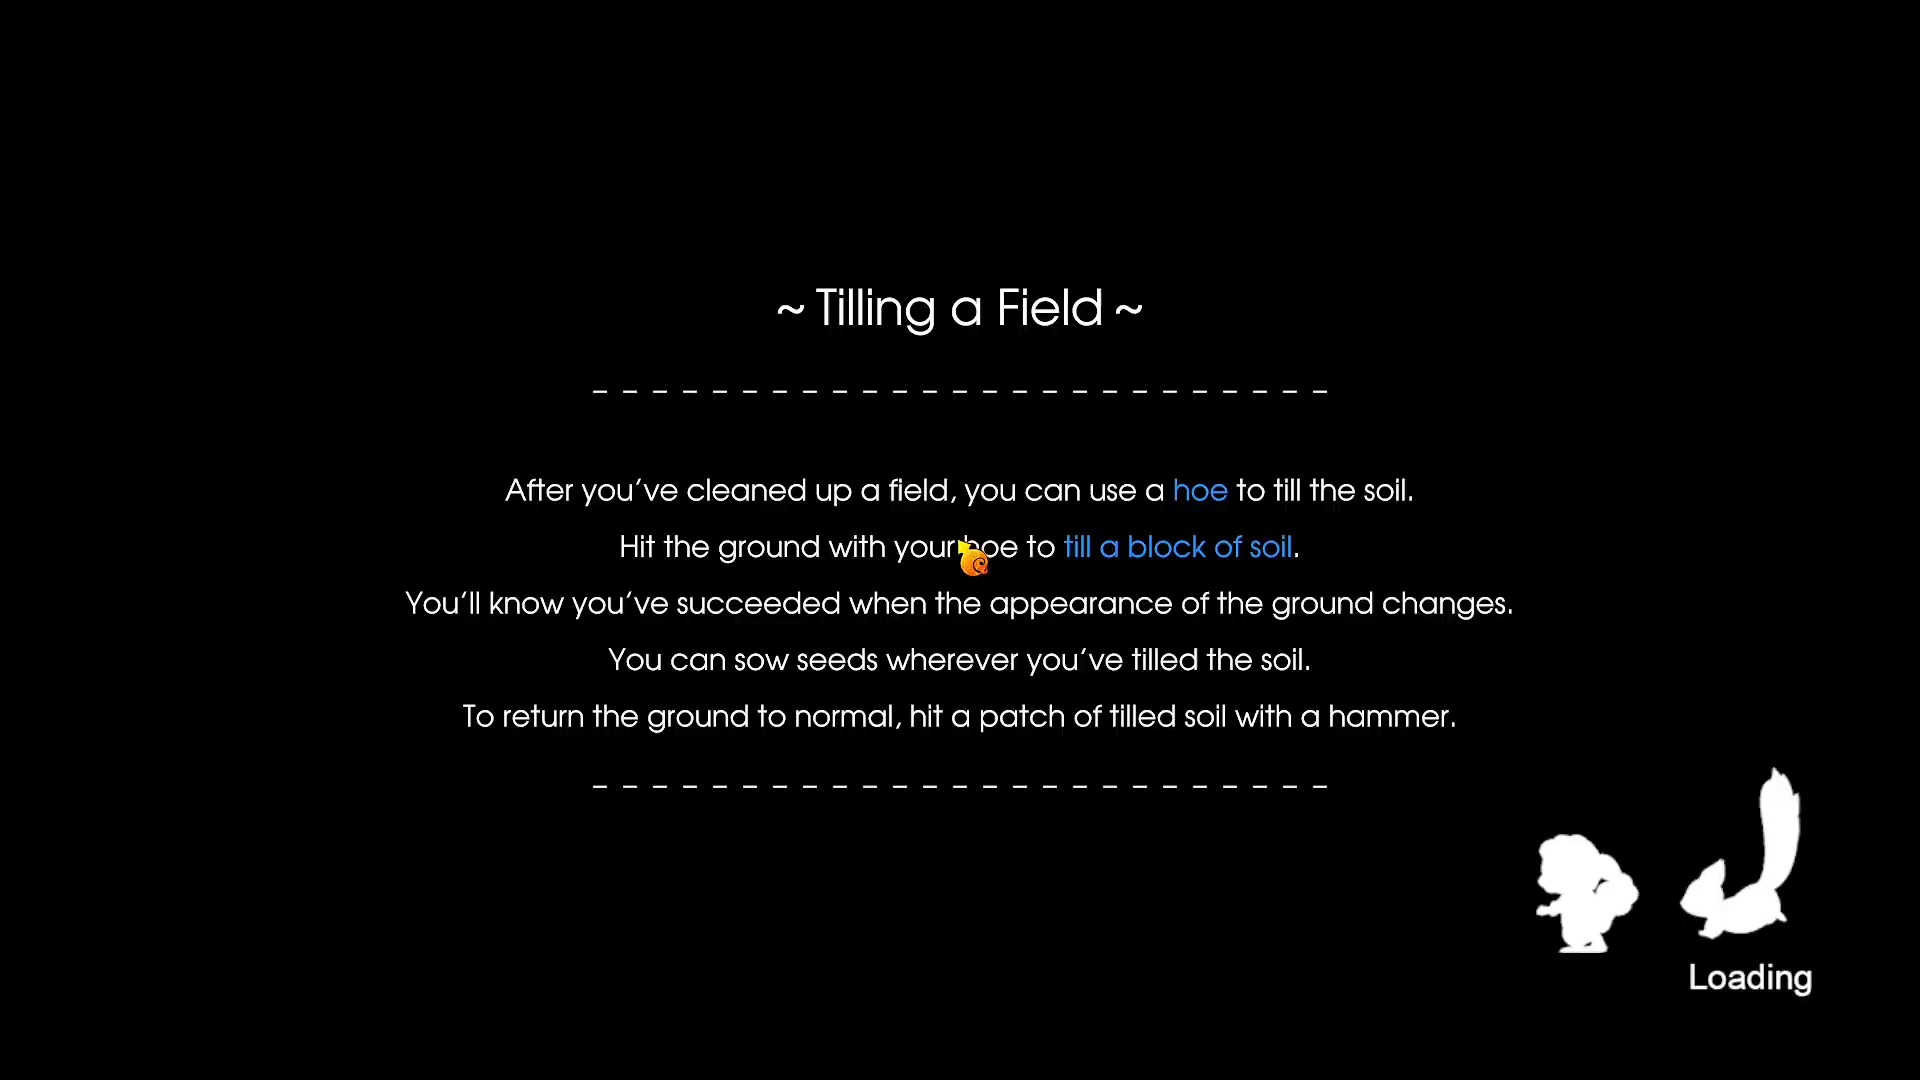 ~ Tilling a Field ~
After you've cleaned up a field, you can use a hoe to till the soil.
Hit the ground with your hoe to till a block of soil.
You'll know you've succeeded when the appearance of the ground changes.
You can sow seeds wherever you've tilled the soil.
To return the ground to normal, hit a patch of tilled soil with a hammer.
Loading